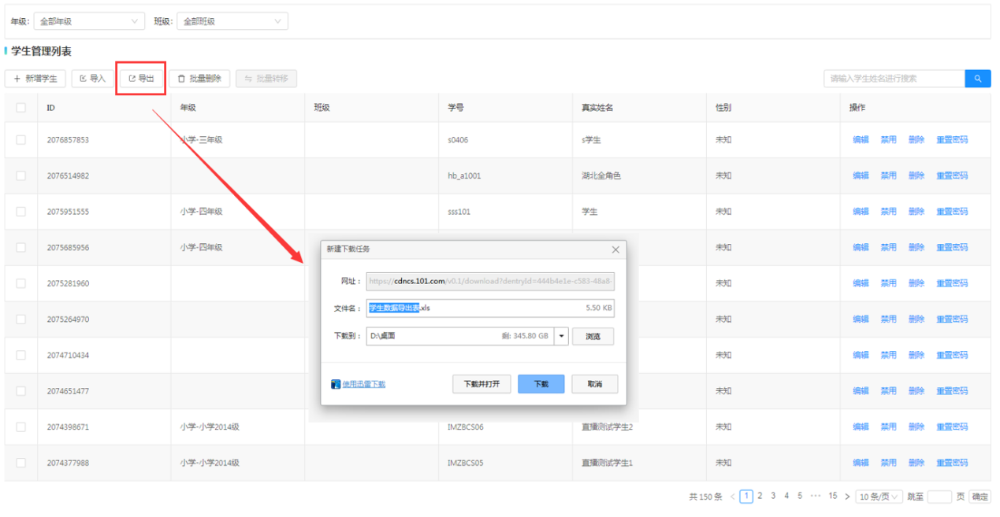 年级: 全部年级 班级: 全部班级
学生管理列表
+ 新增学生 导入 导出 批量删除 批量转移 请输入学生姓名进行搜索
ID 年级 班级 学号 真实姓名 性别 操作
2076857853 小学-三年级 s0406 s学生 未知 编辑 禁用 删除 重置密码
2076514982 hb_a1001 湖北全角色 未知 编辑 禁用 删除 重置密码
2075951555 小学-四年级 sss101 学生 未知 编辑 禁用 删除 重置密码
2075685956 小学-四年级 未知 编辑 禁用 删除 重置密码
新建下载任务
2075281960 未知 编辑 禁用 删除 重置密码
网址: https://cdncs.101.com/v0.1/download?dentryId=444b4e1e-c583-48a8-
文件名: 学生数据导出表.xls 5.50 KB
2075264970 未知 编辑 禁用 删除 重置密码
下载到: D:\桌面 剩: 345.80 GB 浏览
2074710434 未知 编辑 禁用 删除 重置密码
使用迅雷下载 下载并打开 下载 取消
2074651477 未知 编辑 禁用 删除 重置密码
2074398671 小学-小学2014级 IMZBCS06 直播测试学生2 未知 编辑 禁用 删除 重置密码
2074377988 小学-小学2014级 IMZBCS05 直播测试学生1 未知 编辑 禁用 删除 重置密码
共 150 条 < 1 2 3 4 5 ··· 15 > 10 条/页 跳至 页 确定